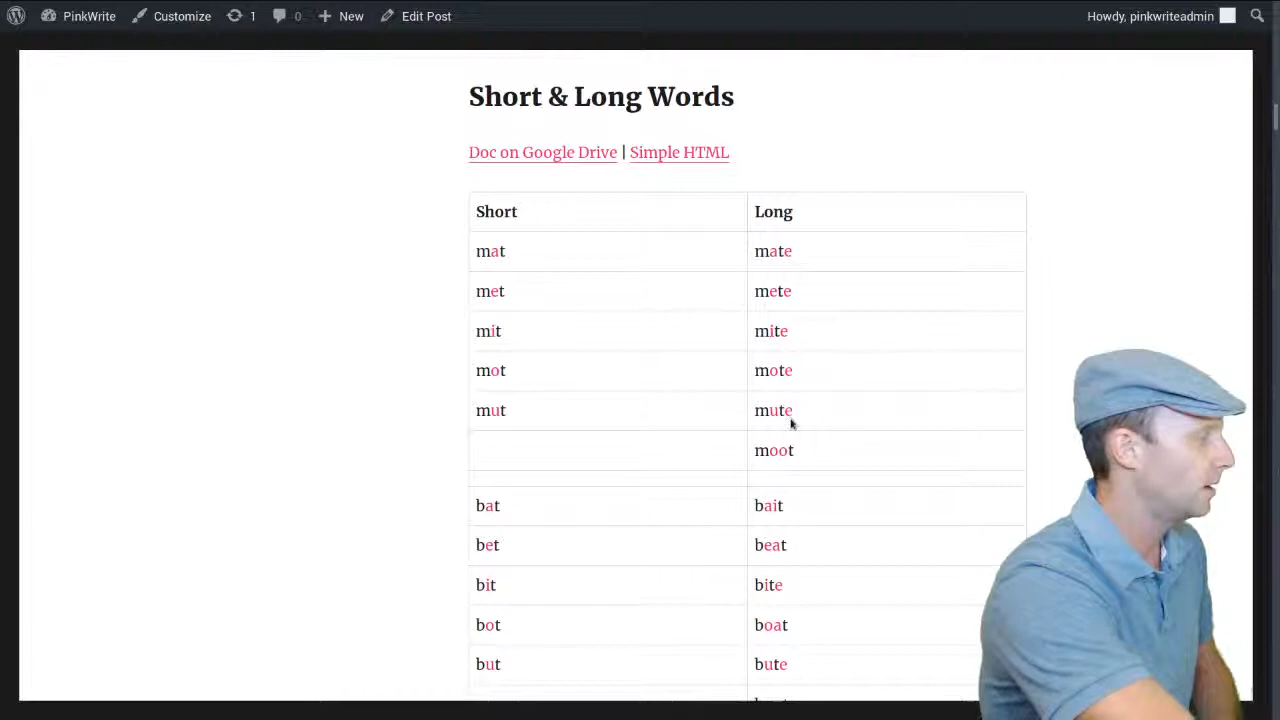 PinkWrite Customize 1 0 New Edit Post Howdy, pinkwriteadmin
Short & Long Words
Doc on Google Drive | Simple HTML
Short Long
mat mate
met mete
mit mite
mot mote
mut mute
moot
bat bait
bet beat
bit bite
bot boat
but bute